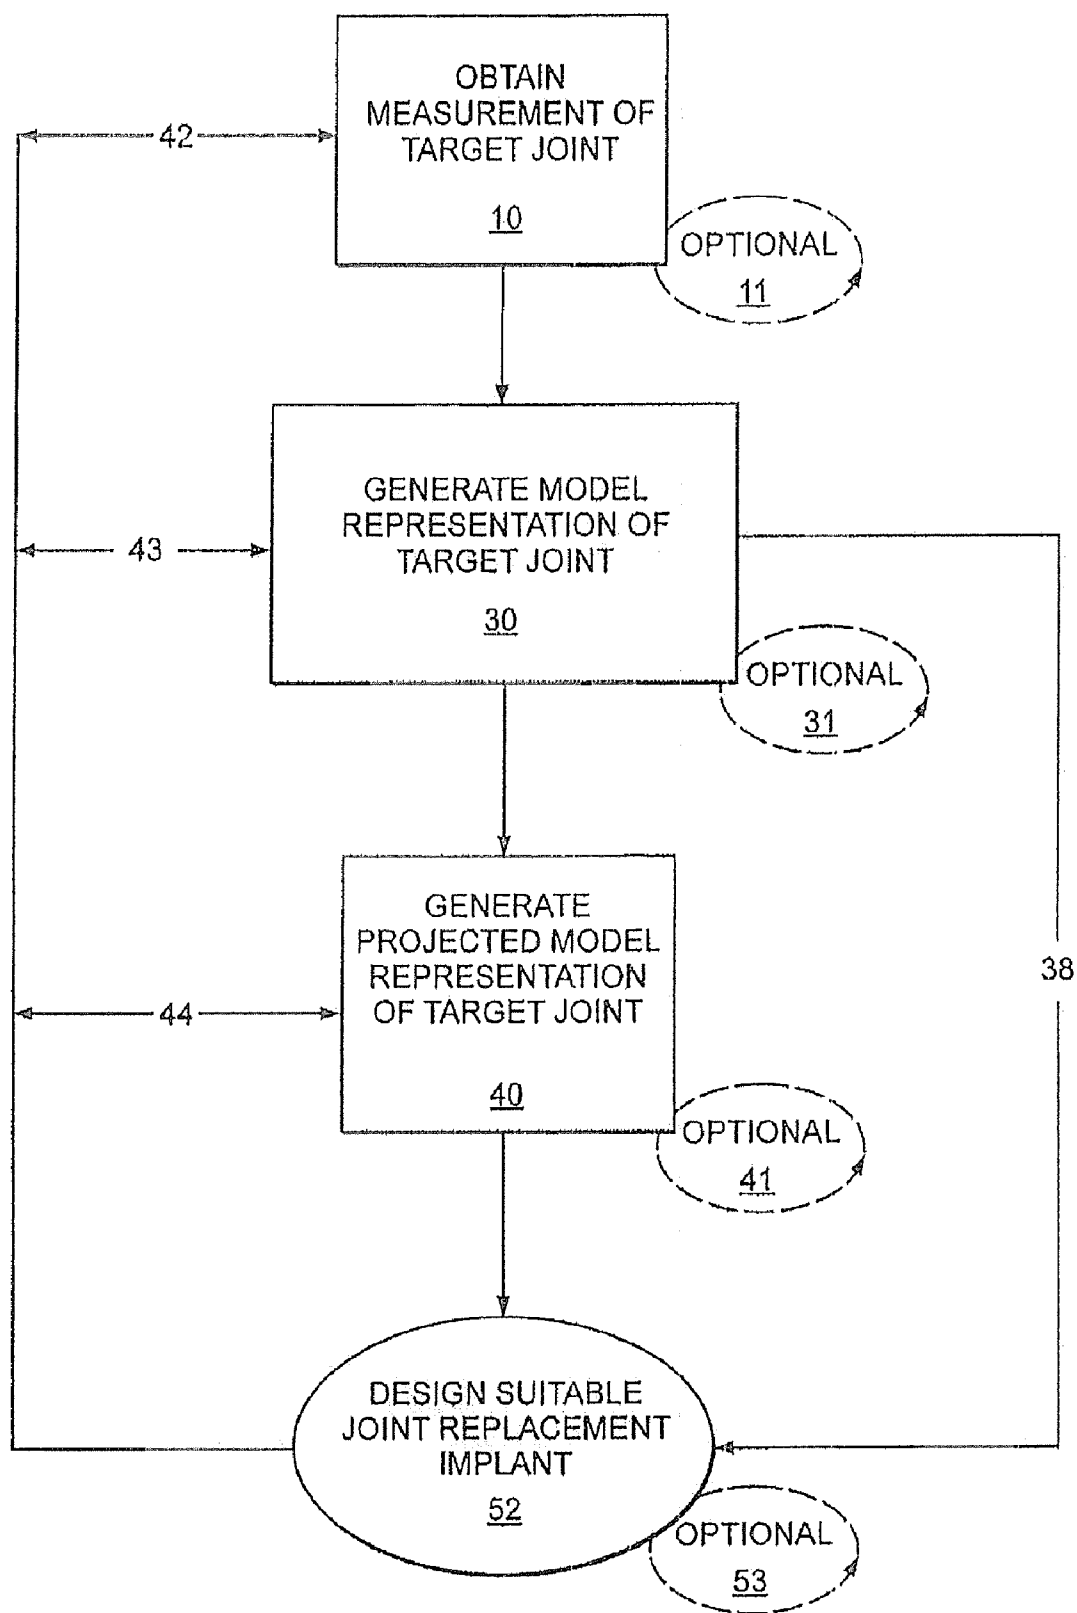 OBTAIN
MEASUREMENT OF
TARGET JOINT
10
42
OPTIONAL
11
GENERATE MODEL
REPRESENTATION OF
TARGET JOINT
30
43
OPTIONAL
31
GENERATE
PROJECTED MODEL
REPRESENTATION
OF TARGET JOINT
40
38
44
OPTIONAL
41
DESIGN SUITABLE
JOINT REPLACEMENT
IMPLANT
52
OPTIONAL
53